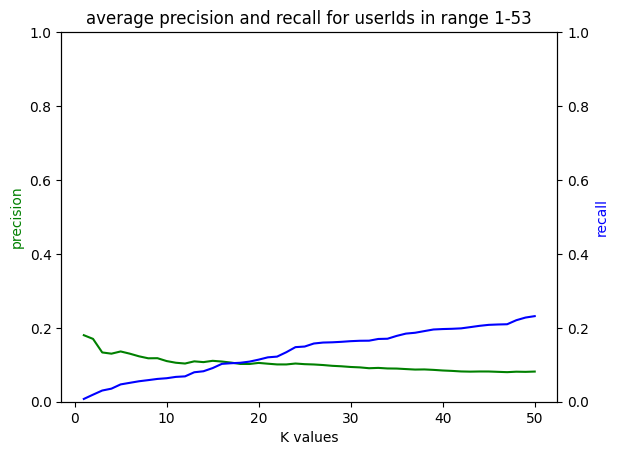 average precision and recall for userIds in range 1-53
1.0
0.8
0.6
0.4
0.2
0.0
precision
1.0
0.8
0.6
0.4
0.2
0.0
recall
0 10 20 30 40 50
K values